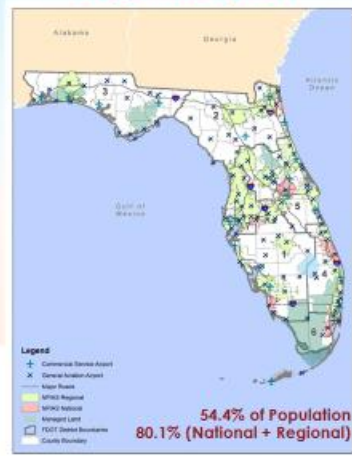 Alabama
Georgia
Atlantic
Ocean
3
2
Gulf of
Mexico
5
1
4
6
Legend
Commercial Service Airport
General Aviation Airport
Major Roads
NPIAS Regional
NPIAS National
Managed Land
FDOT District Boundaries
County Boundary
54.4% of Population
80.1% (National + Regional)